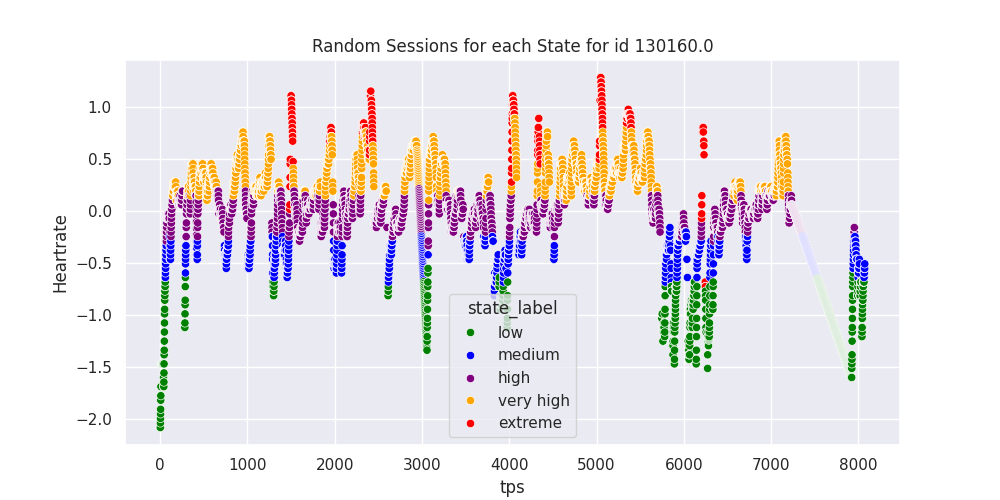 Random Sessions for each State for id 130160.0
Heartrate
1.0
0.5
0.0
−0.5
−1.0
−1.5
−2.0
state_label
low
medium
high
very high
extreme
0 1000 2000 3000 4000 5000 6000 7000 8000
tps